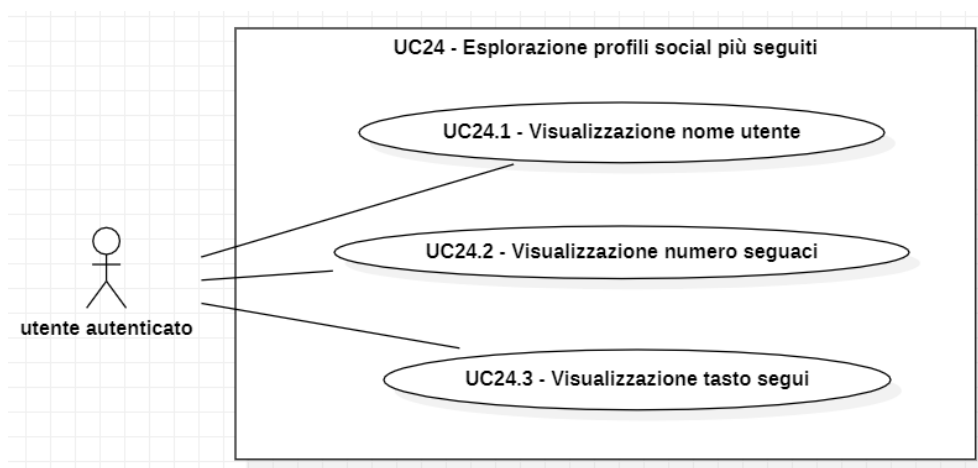 UC24 - Esplorazione profili social più seguiti
UC24.1 - Visualizzazione nome utente
UC24.2 - Visualizzazione numero seguaci
utente autenticato
UC24.3 - Visualizzazione tasto segui